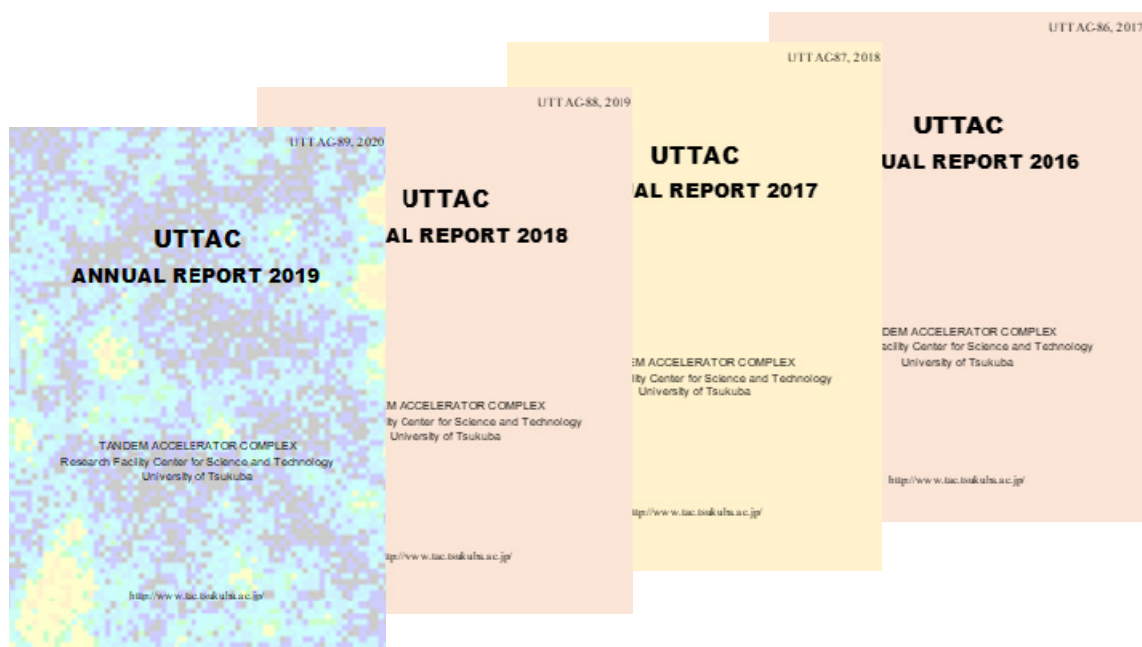 UTTAC-89, 2020
UTTAC
ANNUAL REPORT 2019
TANDEM ACCELERATOR COMPLEX
Research Facility Center for Science and Technology
University of Tsukuba
http://www.tac.tsukuba.ac.jp/
UTTAC-88, 2019
UTTAC
AL REPORT 2018
M ACCELERATOR COMPLEX
ty Center for Science and Technology
University of Tsukuba
tp://www.tac.tsukuba.ac.jp/
UTTAC-87, 2018
UTTAC
AL REPORT 2017
EM ACCELERATOR COMPLEX
ility Center for Science and Technology
University of Tsukuba
ttp://www.tac.tsukuba.ac.jp/
UTTAC-86, 2017
UTTAC
UAL REPORT 2016
DEM ACCELERATOR COMPLEX
acility Center for Science and Technology
University of Tsukuba
http://www.tac.tsukuba.ac.jp/